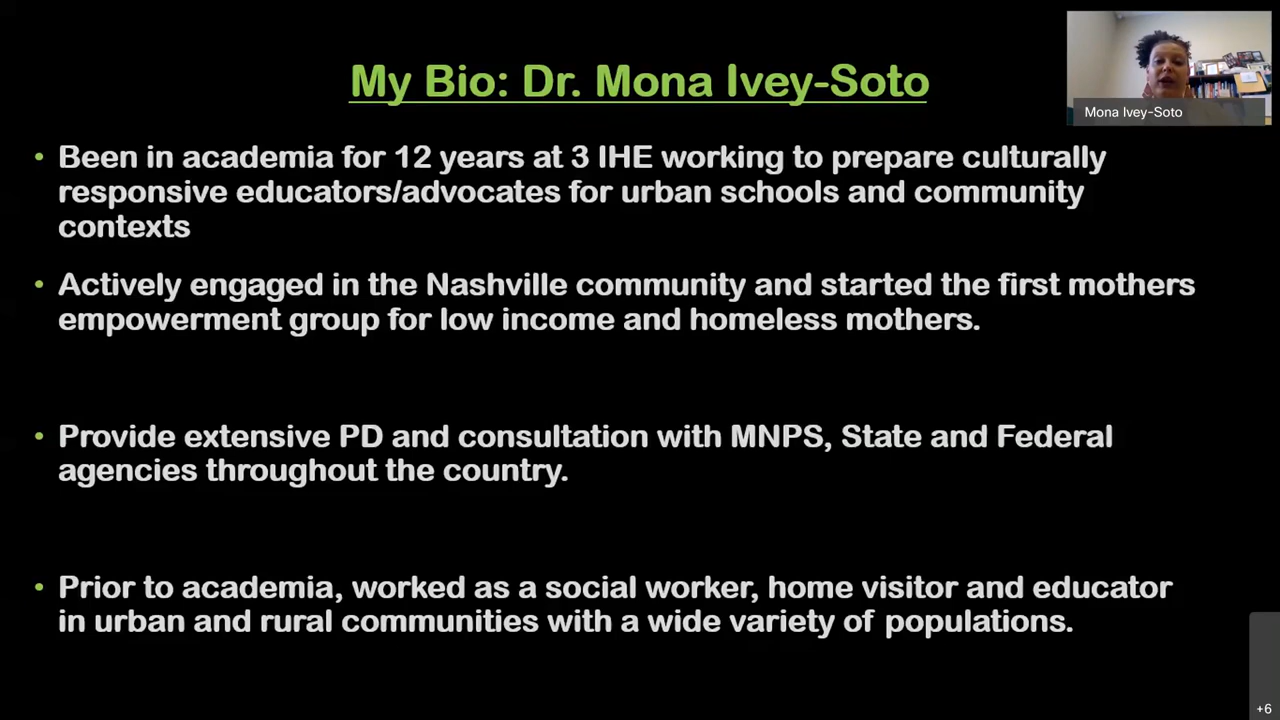 My Bio: Dr. Mona Ivey-Soto
Mona Ivey-Soto
• Been in academia for 12 years at 3 IHE working to prepare culturally
responsive educators/advocates for urban schools and community
contexts
• Actively engaged in the Nashville community and started the first mothers
empowerment group for low income and homeless mothers.
• Provide extensive PD and consultation with MNPS, State and Federal
agencies throughout the country.
• Prior to academia, worked as a social worker, home visitor and educator
in urban and rural communities with a wide variety of populations.
+6